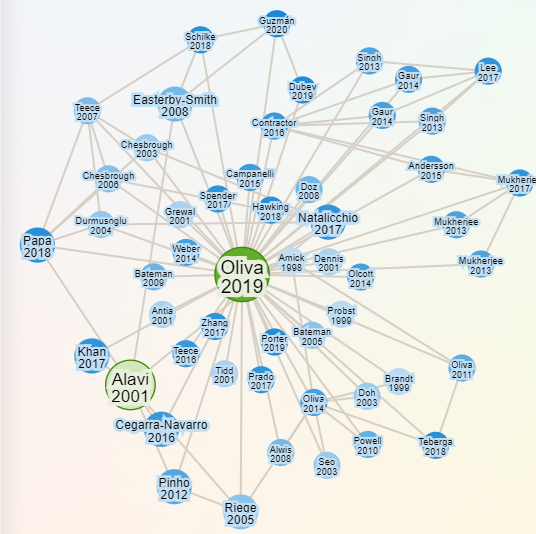 Guzmán
2020
Schilke
2018
Singh
2013
Lee
2017
Gaur
2014
Dubey
2019
Easterby-Smith
2008
Teece
2007
Contractor
2016
Gaur
2014
Singh
2013
Chesbrough
2003
Andersson
2015
Campanelli
2015
Chesbrough
2006
Mukherjee
2017
Doz
2008
Spender
2017
Hawking
2018
Grewal
2001
Natalicchio
2017
Durmusoglu
2004
Mukherjee
2013
Papa
2018
Weber
2014
Amick
1998
Dennis
2001
Mukherjee
2013
Oliva
2019
Bateman
2009
Olcott
2014
Antia
2001
Probst
1999
Zhang
2017
Bateman
2005
Porter
2019
Khan
2017
Teece
2016
Oliva
2011
Alavi
2001
Tidd
2001
Prado
2017
Brandt
1999
Doh
2003
Oliva
2014
Cegarra-Navarro
2016
Powell
2010
Teberga
2018
Alwis
2008
Seo
2003
Pinho
2012
Riege
2005